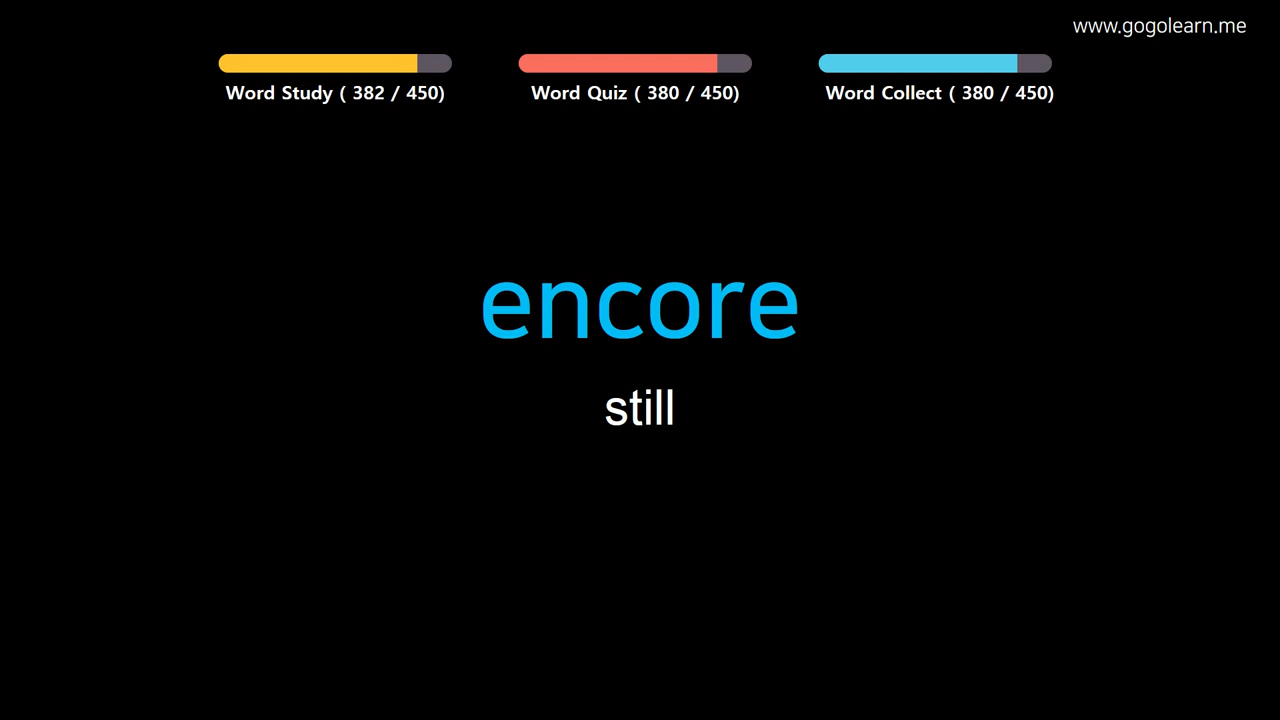 www.gogolearn.me
Word Study ( 382 / 450)
Word Quiz ( 380 / 450)
Word Collect ( 380 / 450)
encore
still